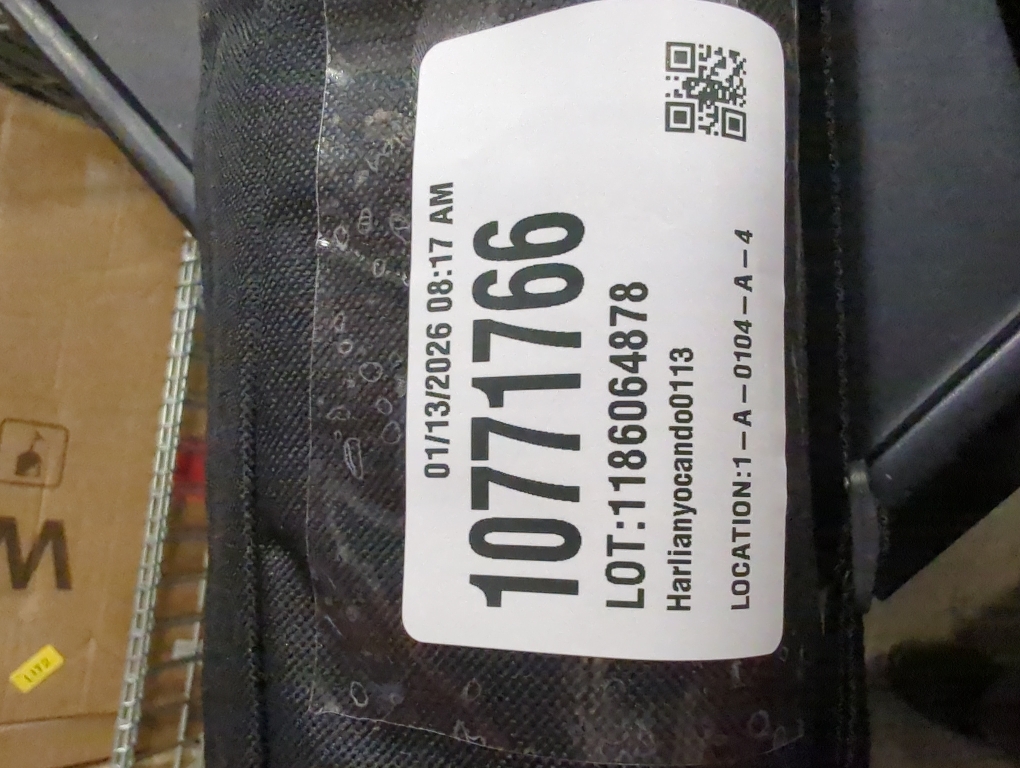 01/13/2026 08:17 AM
10771766
LOT:1186064878
Harlianyocando0113
LOCATION:1-A-0104-A-4
W